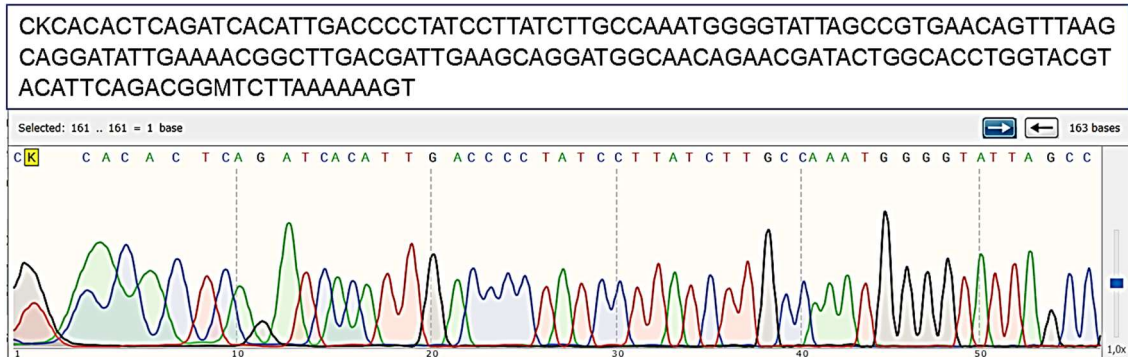 CKCACACTCAGATCACATTGACCCCTATCCTTATCTTGCCAAATGGGGTATTAGCCGTGAACAGTTTAAG
CAGGATATTGAAAACGGCTTGACGATTGAAGCAGGATGGCAACAGAACGATACTGGCACCTGGTACGT
ACATTCAGACGGMTCTTAAAAAAGT
Selected: 161 .. 161 = 1 base 163 bases
C K C A C A C T C A G A T C A C A T T G A C C C C T A T C C T T A T C T T G C C A A A T G G G G T A T T A G C C
1 10 20 30 40 50 1,0x